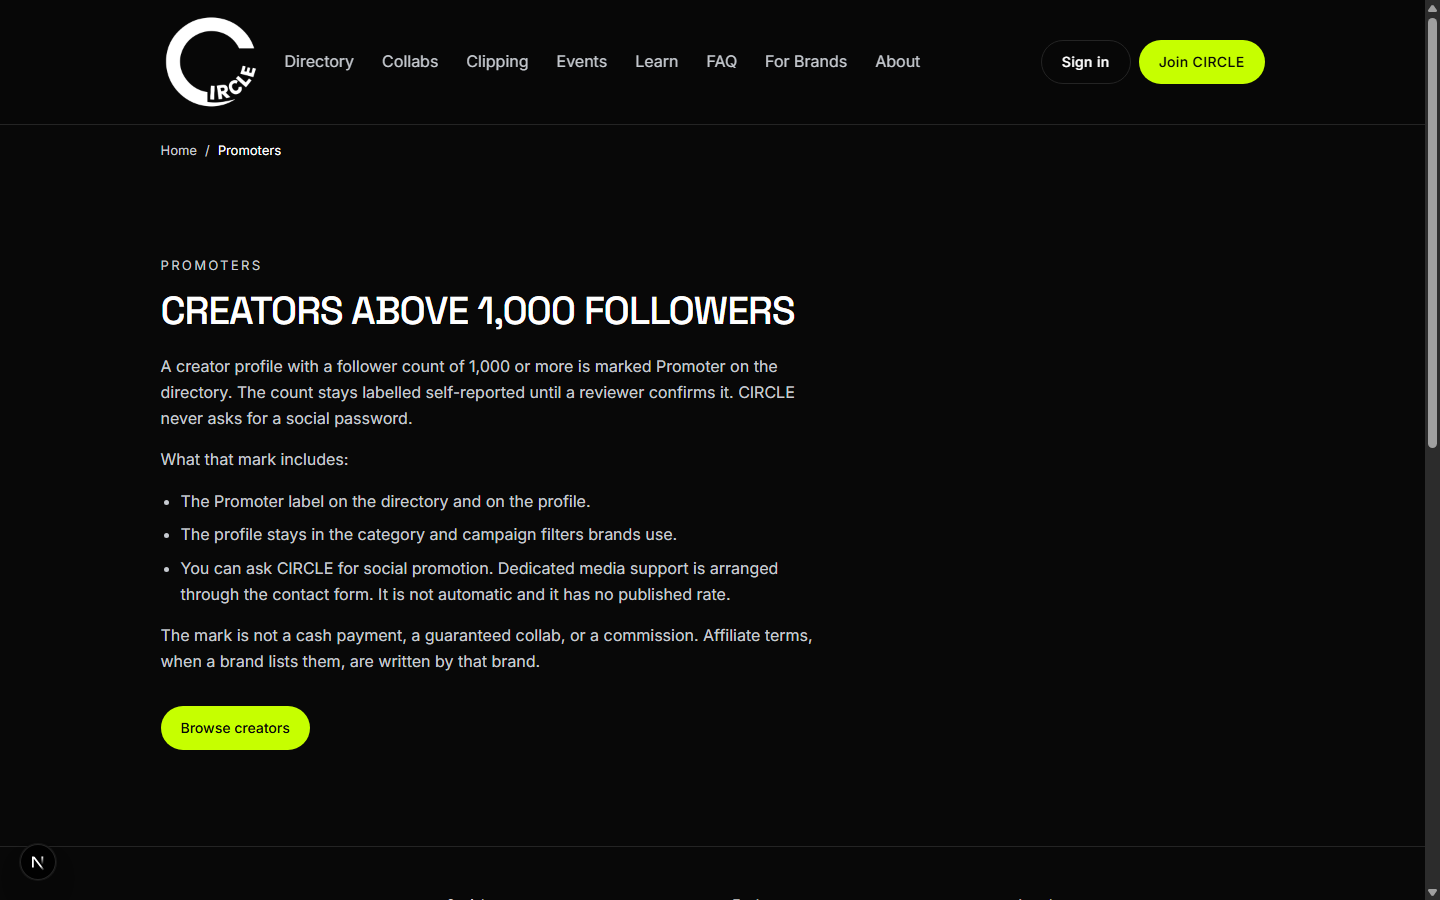 CIRCLE
Directory
Collabs
Clipping
Events
Learn
FAQ
For Brands
About
Sign in
Join CIRCLE
Home / Promoters
PROMOTERS
CREATORS ABOVE 1,000 FOLLOWERS
A creator profile with a follower count of 1,000 or more is marked Promoter on the
directory. The count stays labelled self-reported until a reviewer confirms it. CIRCLE
never asks for a social password.
What that mark includes:
• The Promoter label on the directory and on the profile.
• The profile stays in the category and campaign filters brands use.
• You can ask CIRCLE for social promotion. Dedicated media support is arranged
through the contact form. It is not automatic and it has no published rate.
The mark is not a cash payment, a guaranteed collab, or a commission. Affiliate terms,
when a brand lists them, are written by that brand.
Browse creators
N